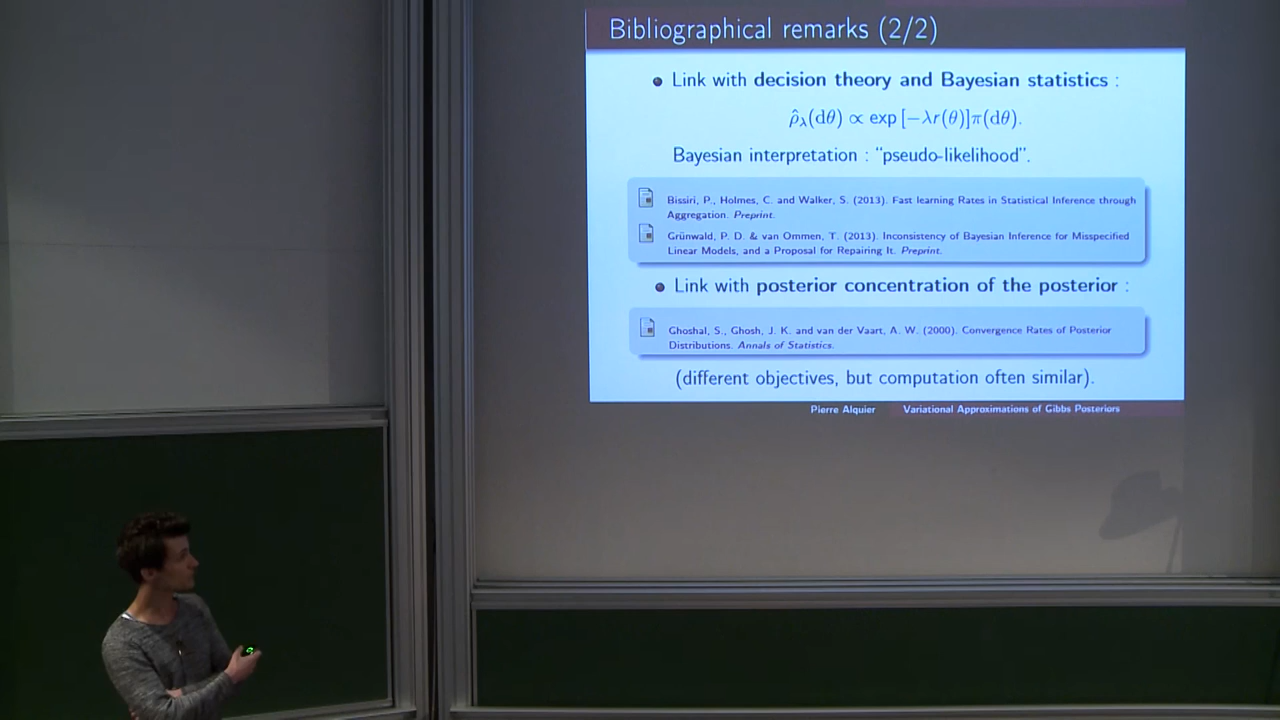 Bibliographical remarks (2/2)
Link with decision theory and Bayesian statistics :
ρ̂λ(dθ) ∝ exp [−λr(θ)]π(dθ).
Bayesian interpretation : “pseudo-likelihood”.
Bissiri, P., Holmes, C. and Walker, S. (2013). Fast learning Rates in Statistical Inference through
Aggregation. Preprint.
Grünwald, P. D. & van Ommen, T. (2013). Inconsistency of Bayesian Inference for Misspecified
Linear Models, and a Proposal for Repairing It. Preprint.
Link with posterior concentration of the posterior :
Ghoshal, S., Ghosh, J. K. and van der Vaart, A. W. (2000). Convergence Rates of Posterior
Distributions. Annals of Statistics.
(different objectives, but computation often similar).
Pierre Alquier Variational Approximations of Gibbs Posteriors